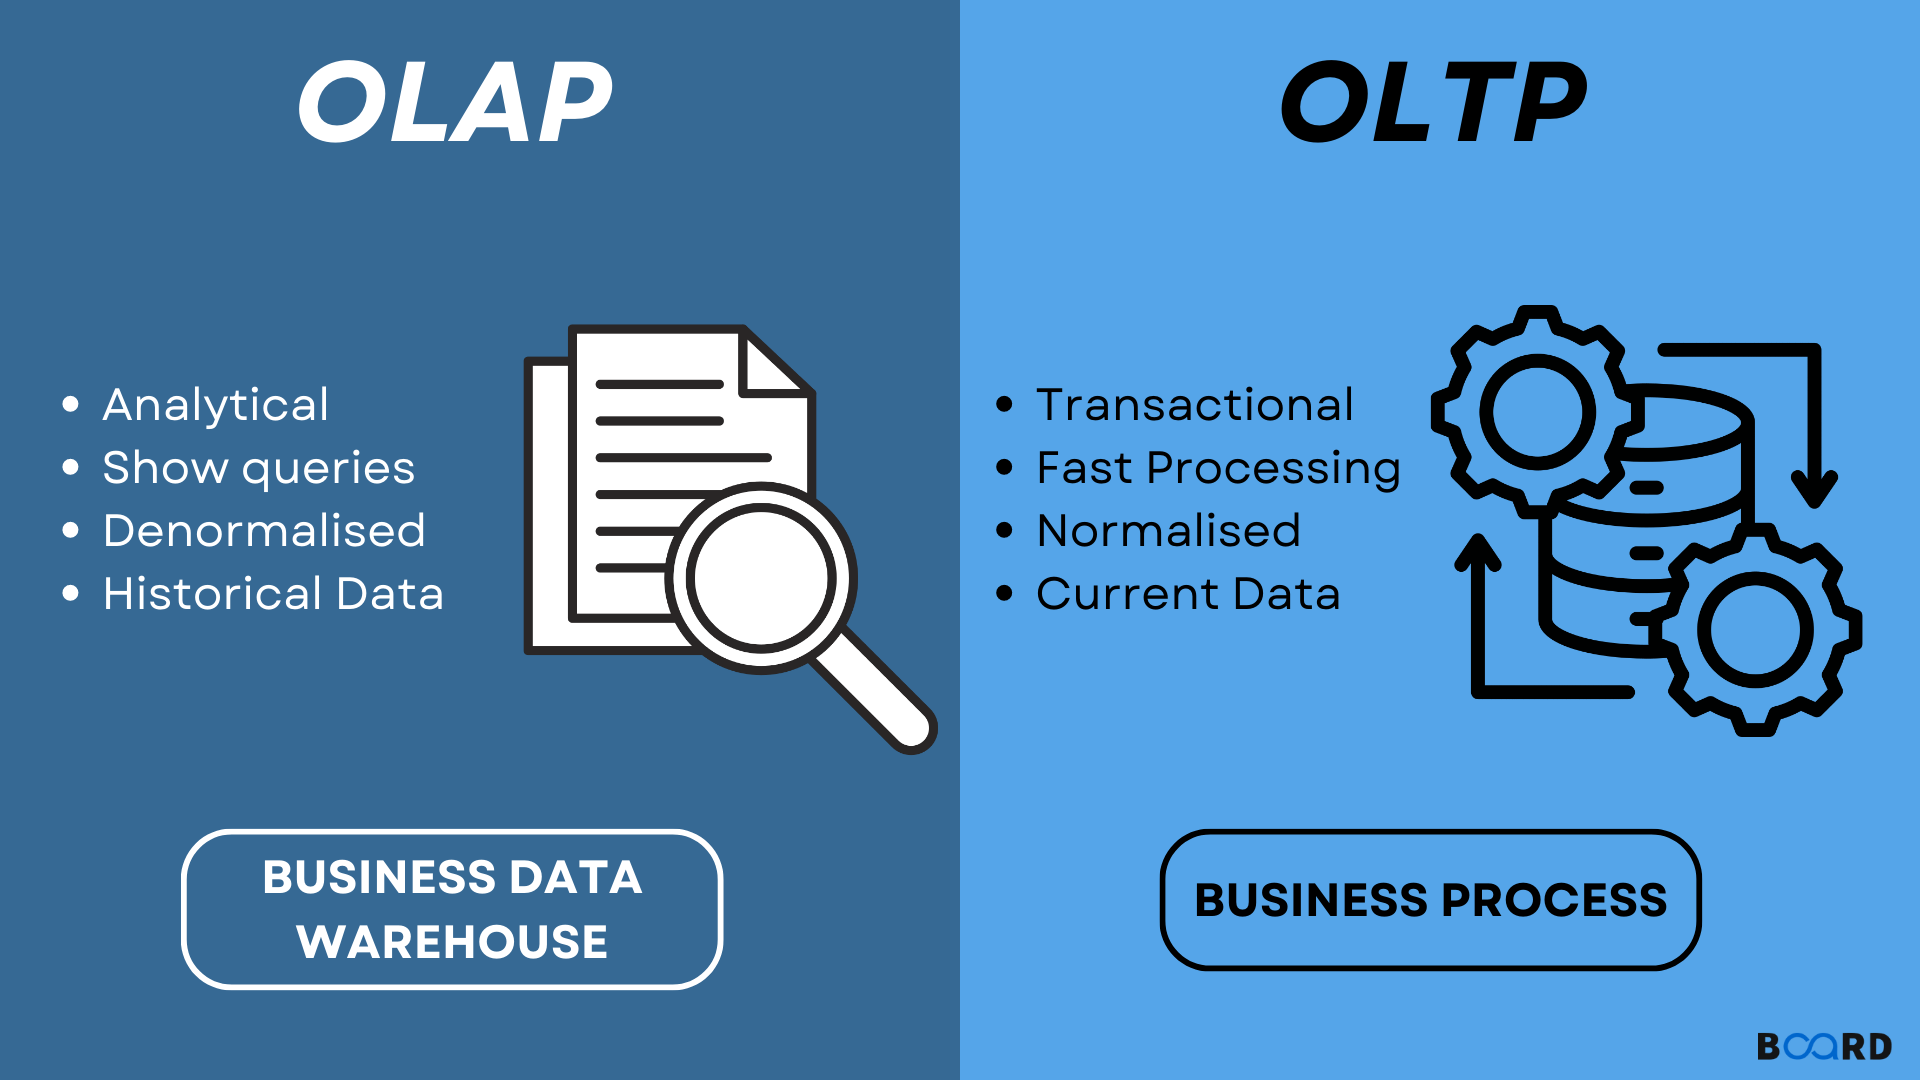 OLAP
Analytical
Show queries
Denormalised
Historical Data
BUSINESS DATA
WAREHOUSE
OLTP
Transactional
Fast Processing
Normalised
Current Data
BUSINESS PROCESS
BOARD